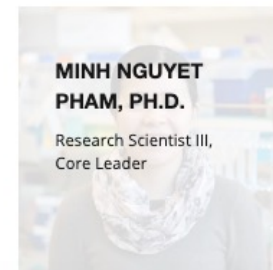 MINH NGUYET
PHAM, PH.D.
Research Scientist III,
Core Leader